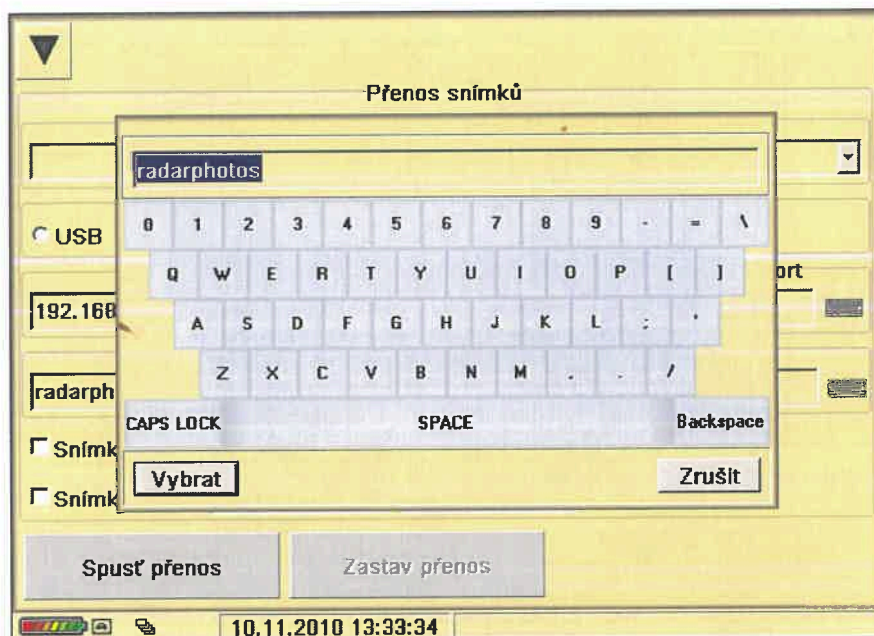 Přenos snímků
radarphotos
0 1 2 3 4 5 6 7 8 9 - = \
USB
Q W E R T Y U I O P [ ]
ort
192.168
A S D F G H J K L ; '
Z X C V B N M . . /
radarph
CAPS LOCK SPACE Backspace
Snímk
Vybrat Zrušit
Snímk
Spusť přenos Zastav přenos
10.11.2010 13:33:34